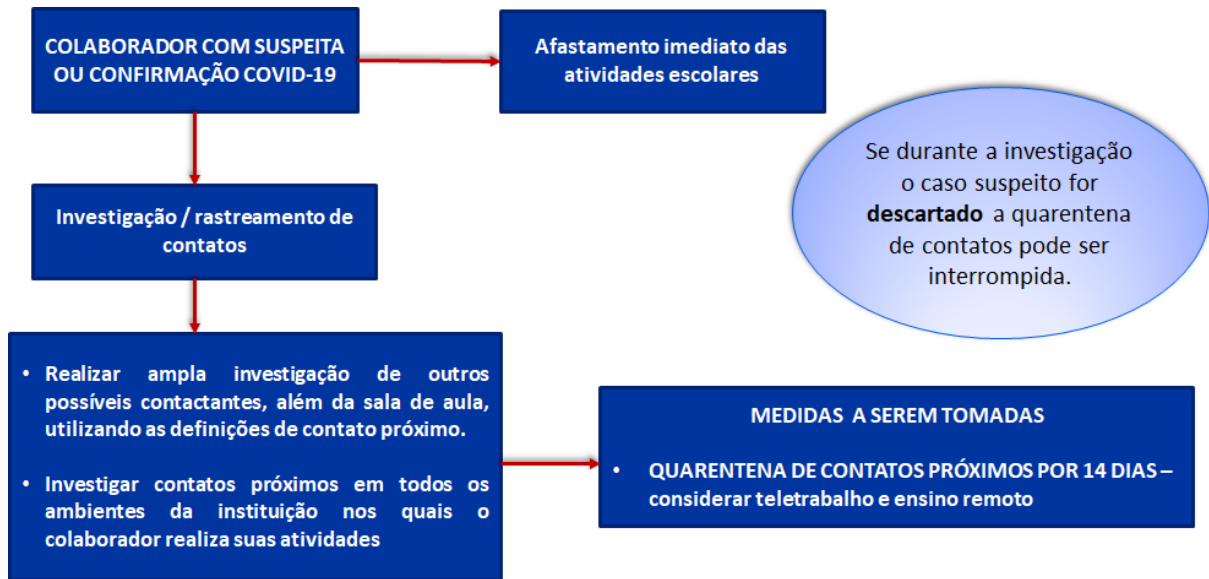 COLABORADOR COM SUSPEITA
OU CONFIRMAÇÃO COVID-19
Afastamento imediato das
atividades escolares
Se durante a investigação
o caso suspeito for
descartado a quarentena
de contatos pode ser
interrompida.
Investigação / rastreamento de
contatos
• Realizar ampla investigação de outros
possíveis contactantes, além da sala de aula,
utilizando as definições de contato próximo.
• Investigar contatos próximos em todos os
ambientes da instituição nos quais o
colaborador realiza suas atividades
MEDIDAS A SEREM TOMADAS
• QUARENTENA DE CONTATOS PRÓXIMOS POR 14 DIAS –
considerar teletrabalho e ensino remoto